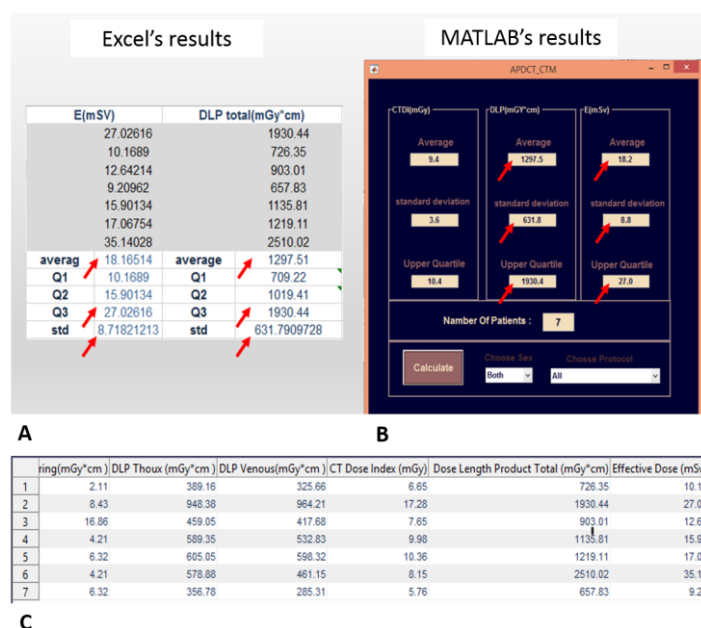 Excel's results
MATLAB's results
E(mSV) DLP total(mGy*cm)
27.02616 1930.44
10.1689 726.35
12.64214 903.01
9.20962 657.83
15.90134 1135.81
17.06754 1219.11
35.14028 2510.02
averag 18.16514 average 1297.51
Q1 10.1689 Q1 709.22
Q2 15.90134 Q2 1019.41
Q3 27.02616 Q3 1930.44
std 8.71821213 std 631.7909728
APDCT_CTM
CTDI(mGy) DLP(mGY*cm) E(mSv)
Average Average Average
9.4 1297.5 18.2
standard deviation standard deviation standard deviation
3.6 631.8 8.8
Upper Quartile Upper Quartile Upper Quartile
10.4 1930.4 27.0
Namber Of Patients : 7
Calculate
Choose Sex Chosse Protocol
Both All
A
B
ring(mGy*cm ) DLP Thoux (mGy*cm) DLP Venous(mGy*cm ) CT Dose Index (mGy) Dose Length Product Total (mGy*cm) Effective Dose (mSv
1 2.11 389.16 325.66 6.65 726.35 10.1
2 8.43 948.38 964.21 17.28 1930.44 27.0
3 16.86 459.05 417.68 7.65 903.01 12.6
4 4.21 589.35 532.83 9.98 1135.81 15.9
5 6.32 605.05 598.32 10.36 1219.11 17.0
6 4.21 578.88 461.15 8.15 2510.02 35.1
7 6.32 356.78 285.31 5.76 657.83 9.2
C